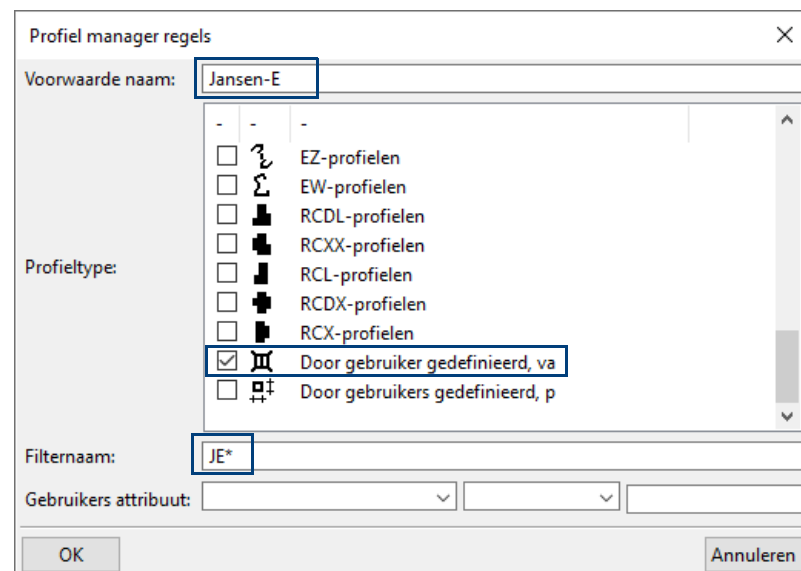 Profiel manager regels
Voorwaarde naam: Jansen-E
- - -
EZ-profielen
EW-profielen
RCDL-profielen
RCXX-profielen
Profieltype:
RCL-profielen
RCDX-profielen
RCX-profielen
Door gebruiker gedefinieerd, va
Door gebruikers gedefinieerd, p
Filternaam: JE*
Gebruikers attribuut:
OK Annuleren